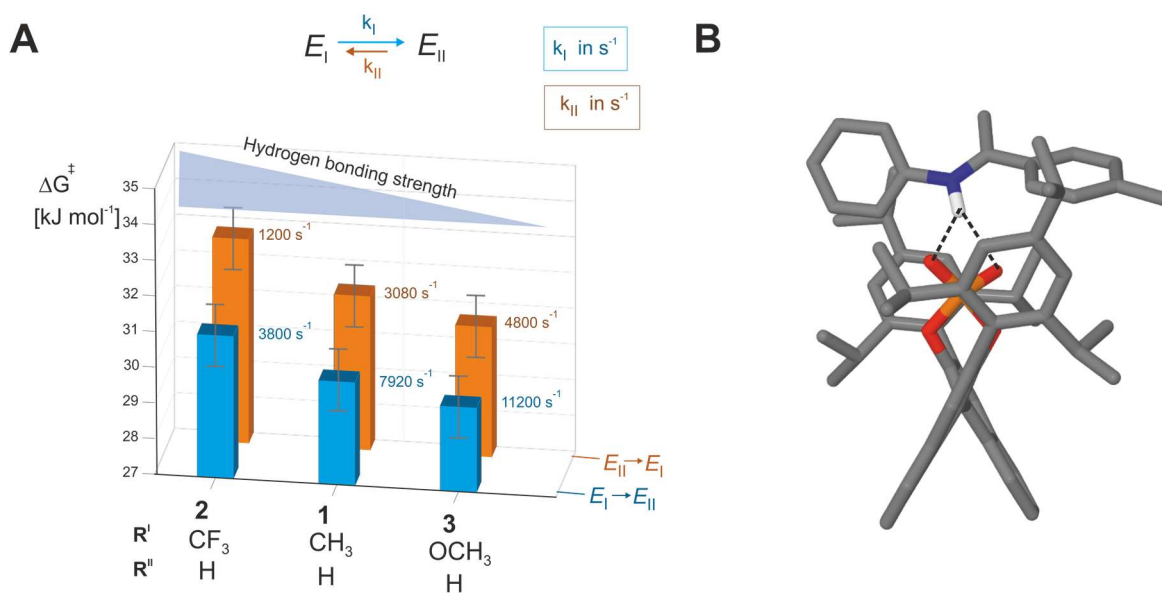 A
E_I k_I E_II
k_II
k_I in s⁻¹
k_II in s⁻¹
B
ΔG‡
[kJ mol⁻¹]
Hydrogen bonding strength
35
34
33
32
31
30
29
28
27
1200 s⁻¹
3800 s⁻¹
3080 s⁻¹
7920 s⁻¹
4800 s⁻¹
11200 s⁻¹
E_II→E_I
E_I→E_II
2 1 3
R^I CF₃ CH₃ OCH₃
R^II H H H